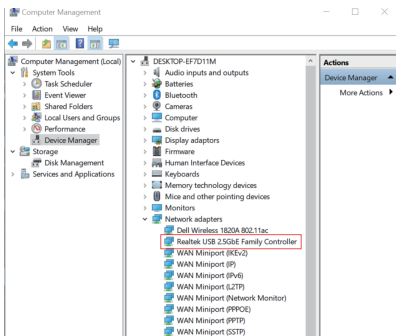 Computer Management
File Action View Help
Computer Management (Local)
System Tools
Task Scheduler
Event Viewer
Shared Folders
Local Users and Groups
Performance
Device Manager
Storage
Disk Management
Services and Applications
DESKTOP-EF7D11M
Audio inputs and outputs
Batteries
Bluetooth
Cameras
Computer
Disk drives
Display adaptors
Firmware
Human Interface Devices
Keyboards
Memory technology devices
Mice and other pointing devices
Monitors
Network adapters
Dell Wireless 1820A 802.11ac
Realtek USB 2.5GbE Family Controller
WAN Miniport (IKEv2)
WAN Miniport (IP)
WAN Miniport (IPv6)
WAN Miniport (L2TP)
WAN Miniport (Network Monitor)
WAN Miniport (PPPOE)
WAN Miniport (PPTP)
WAN Miniport (SSTP)
Actions
Device Manager
More Actions